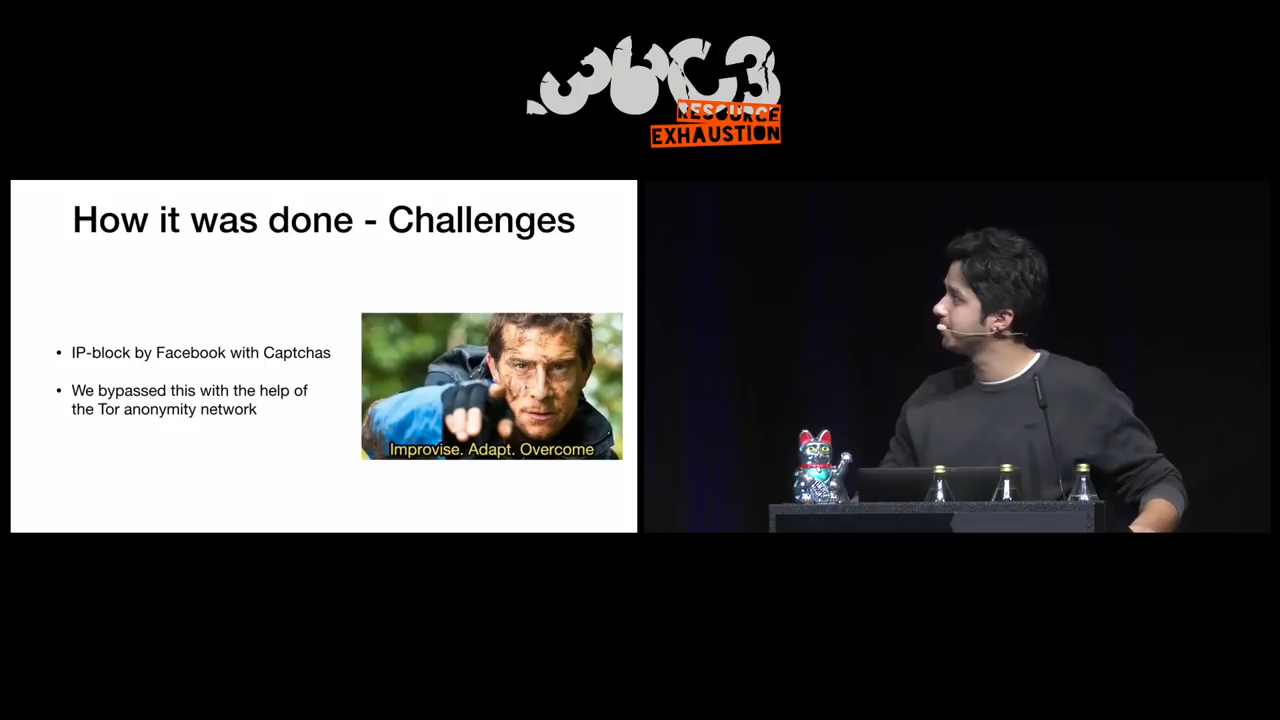 36C3
RESOURCE
EXHAUSTION
How it was done - Challenges
• IP-block by Facebook with Captchas
• We bypassed this with the help of
the Tor anonymity network
Improvise. Adapt. Overcome